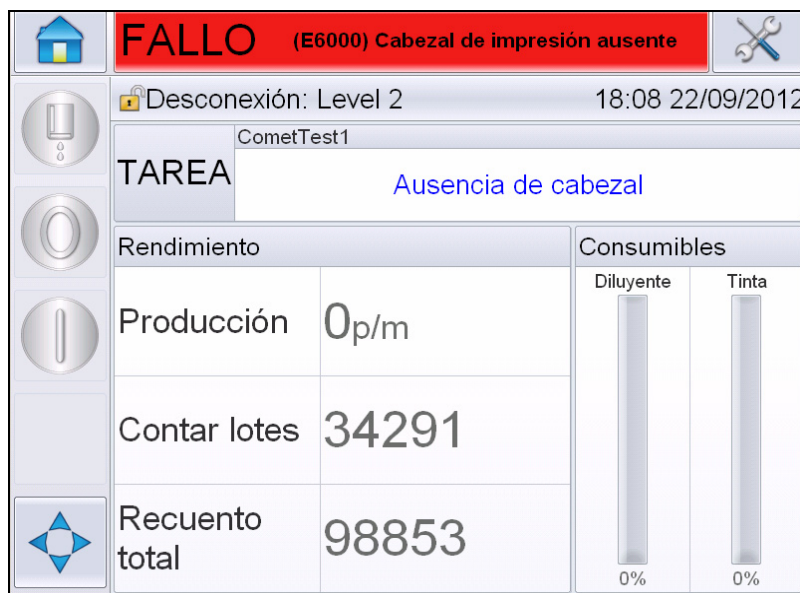 FALLO (E6000) Cabezal de impresión ausente
Desconexión: Level 2 18:08 22/09/2012
CometTest1
TAREA Ausencia de cabezal
Rendimiento
Consumibles
Diluyente Tinta
Producción 0p/m
Contar lotes 34291
Recuento
total
98853
0% 0%